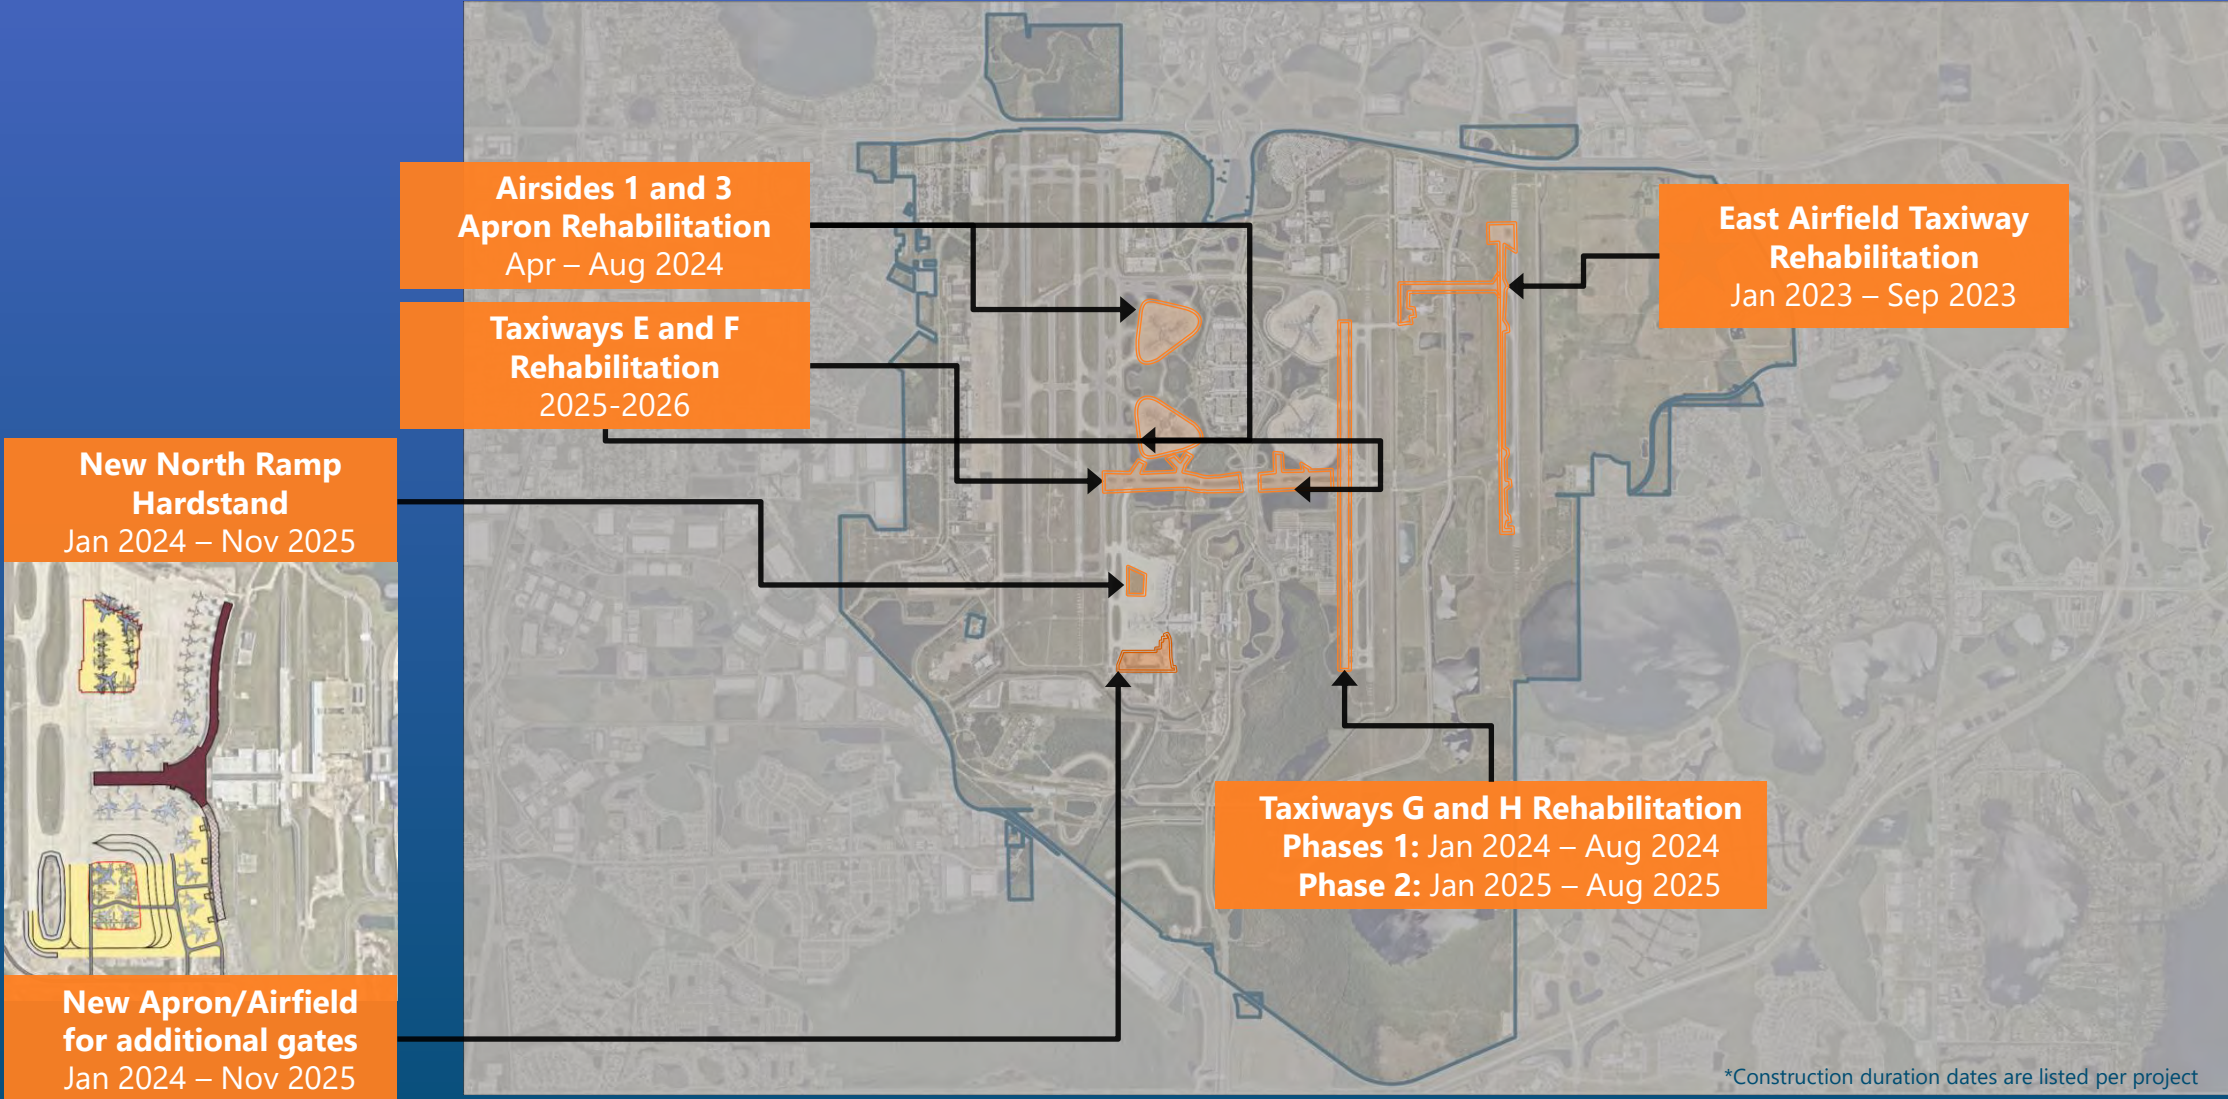 Airsides 1 and 3
Apron Rehabilitation
Apr – Aug 2024
Taxiways E and F
Rehabilitation
2025-2026
New North Ramp
Hardstand
Jan 2024 – Nov 2025
New Apron/Airfield
for additional gates
Jan 2024 – Nov 2025
East Airfield Taxiway
Rehabilitation
Jan 2023 – Sep 2023
Taxiways G and H Rehabilitation
Phases 1: Jan 2024 – Aug 2024
Phase 2: Jan 2025 – Aug 2025
*Construction duration dates are listed per project